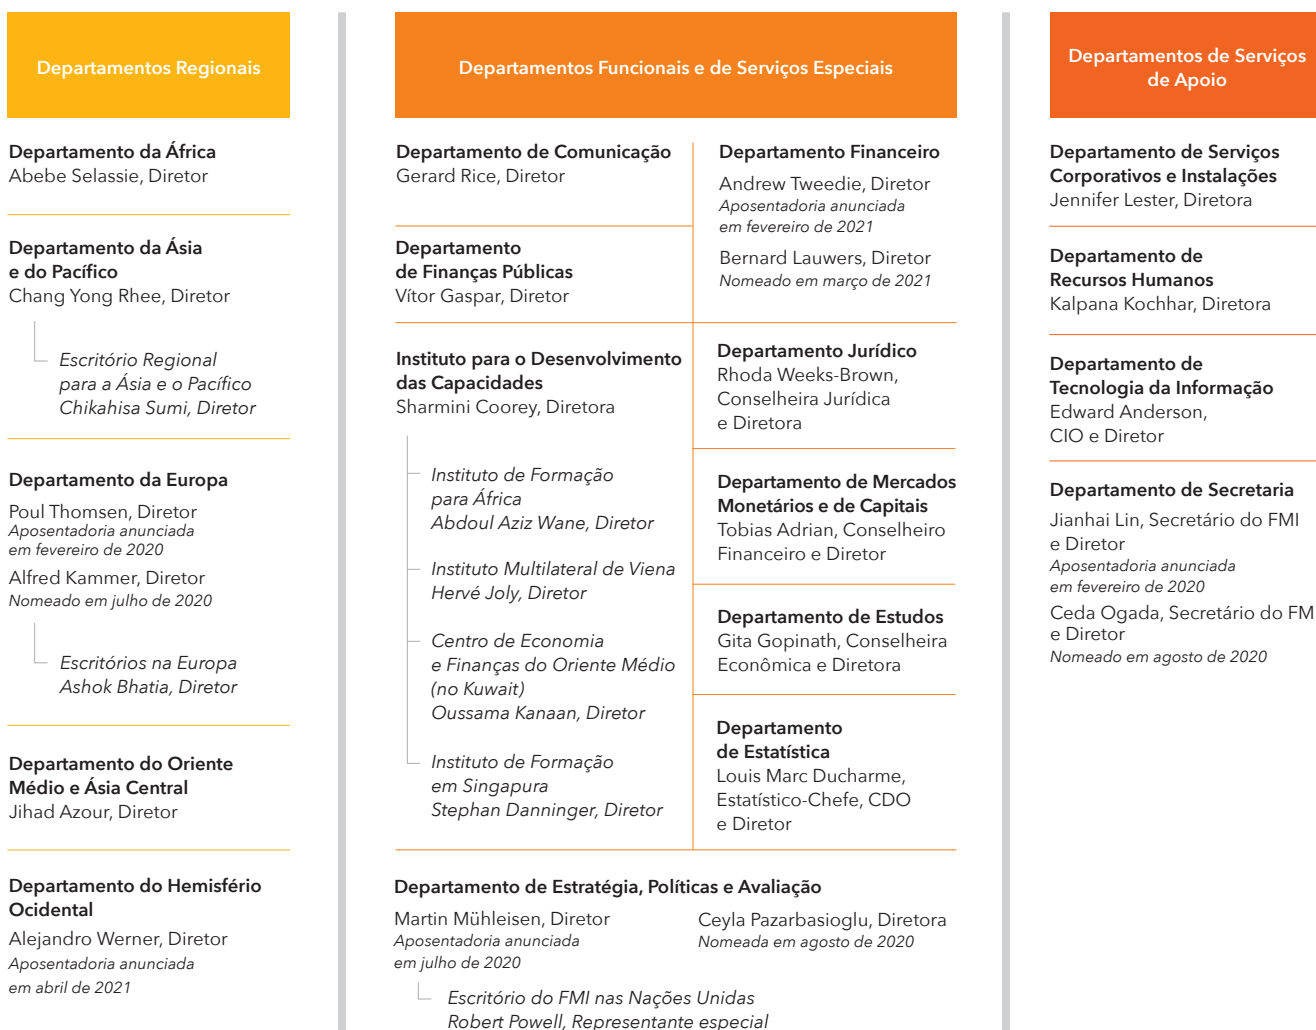 Departamentos Regionais
Departamento da África
Abebe Selassie, Diretor
Departamento da Ásia
e do Pacífico
Chang Yong Rhee, Diretor
Escritório Regional
para a Ásia e o Pacífico
Chikahisa Sumi, Diretor
Departamento da Europa
Poul Thomsen, Diretor
Aposentadoria anunciada
em fevereiro de 2020
Alfred Kammer, Diretor
Nomeado em julho de 2020
Escritórios na Europa
Ashok Bhatia, Diretor
Departamento do Oriente
Médio e Ásia Central
Jihad Azour, Diretor
Departamento do Hemisfério
Ocidental
Alejandro Werner, Diretor
Aposentadoria anunciada
em abril de 2021
Departamentos Funcionais e de Serviços Especiais
Departamento de Comunicação
Gerard Rice, Diretor
Departamento
de Finanças Públicas
Vítor Gaspar, Diretor
Instituto para o Desenvolvimento
das Capacidades
Sharmini Coorey, Diretora
Instituto de Formação
para África
Abdoul Aziz Wane, Diretor
Instituto Multilateral de Viena
Hervé Joly, Diretor
Centro de Economia
e Finanças do Oriente Médio
(no Kuwait)
Oussama Kanaan, Diretor
Instituto de Formação
em Singapura
Stephan Danninger, Diretor
Departamento Financeiro
Andrew Tweedie, Diretor
Aposentadoria anunciada
em fevereiro de 2021
Bernard Lauwers, Diretor
Nomeado em março de 2021
Departamento Jurídico
Rhoda Weeks-Brown,
Conselheira Jurídica
e Diretora
Departamento de Mercados
Monetários e de Capitais
Tobias Adrian, Conselheiro
Financeiro e Diretor
Departamento de Estudos
Gita Gopinath, Conselheira
Econômica e Diretora
Departamento
de Estatística
Louis Marc Ducharme,
Estatístico-Chefe, CDO
e Diretor
Departamento de Estratégia, Políticas e Avaliação
Martin Mühleisen, Diretor
Aposentadoria anunciada
em julho de 2020
Ceyla Pazarbasioglu, Diretora
Nomeada em agosto de 2020
Escritório do FMI nas Nações Unidas
Robert Powell, Representante especial
Departamentos de Serviços
de Apoio
Departamento de Serviços
Corporativos e Instalações
Jennifer Lester, Diretora
Departamento de
Recursos Humanos
Kalpana Kochhar, Diretora
Departamento de
Tecnologia da Informação
Edward Anderson,
CIO e Diretor
Departamento de Secretaria
Jianhai Lin, Secretário do FMI
e Diretor
Aposentadoria anunciada
em fevereiro de 2020
Ceda Ogada, Secretário do FM
e Diretor
Nomeado em agosto de 2020